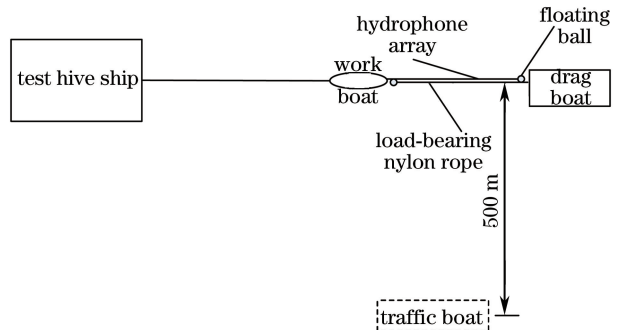 hydrophone
array
floating
ball
test hive ship
work
boat
drag
boat
load-bearing
nylon rope
500 m
traffic boat